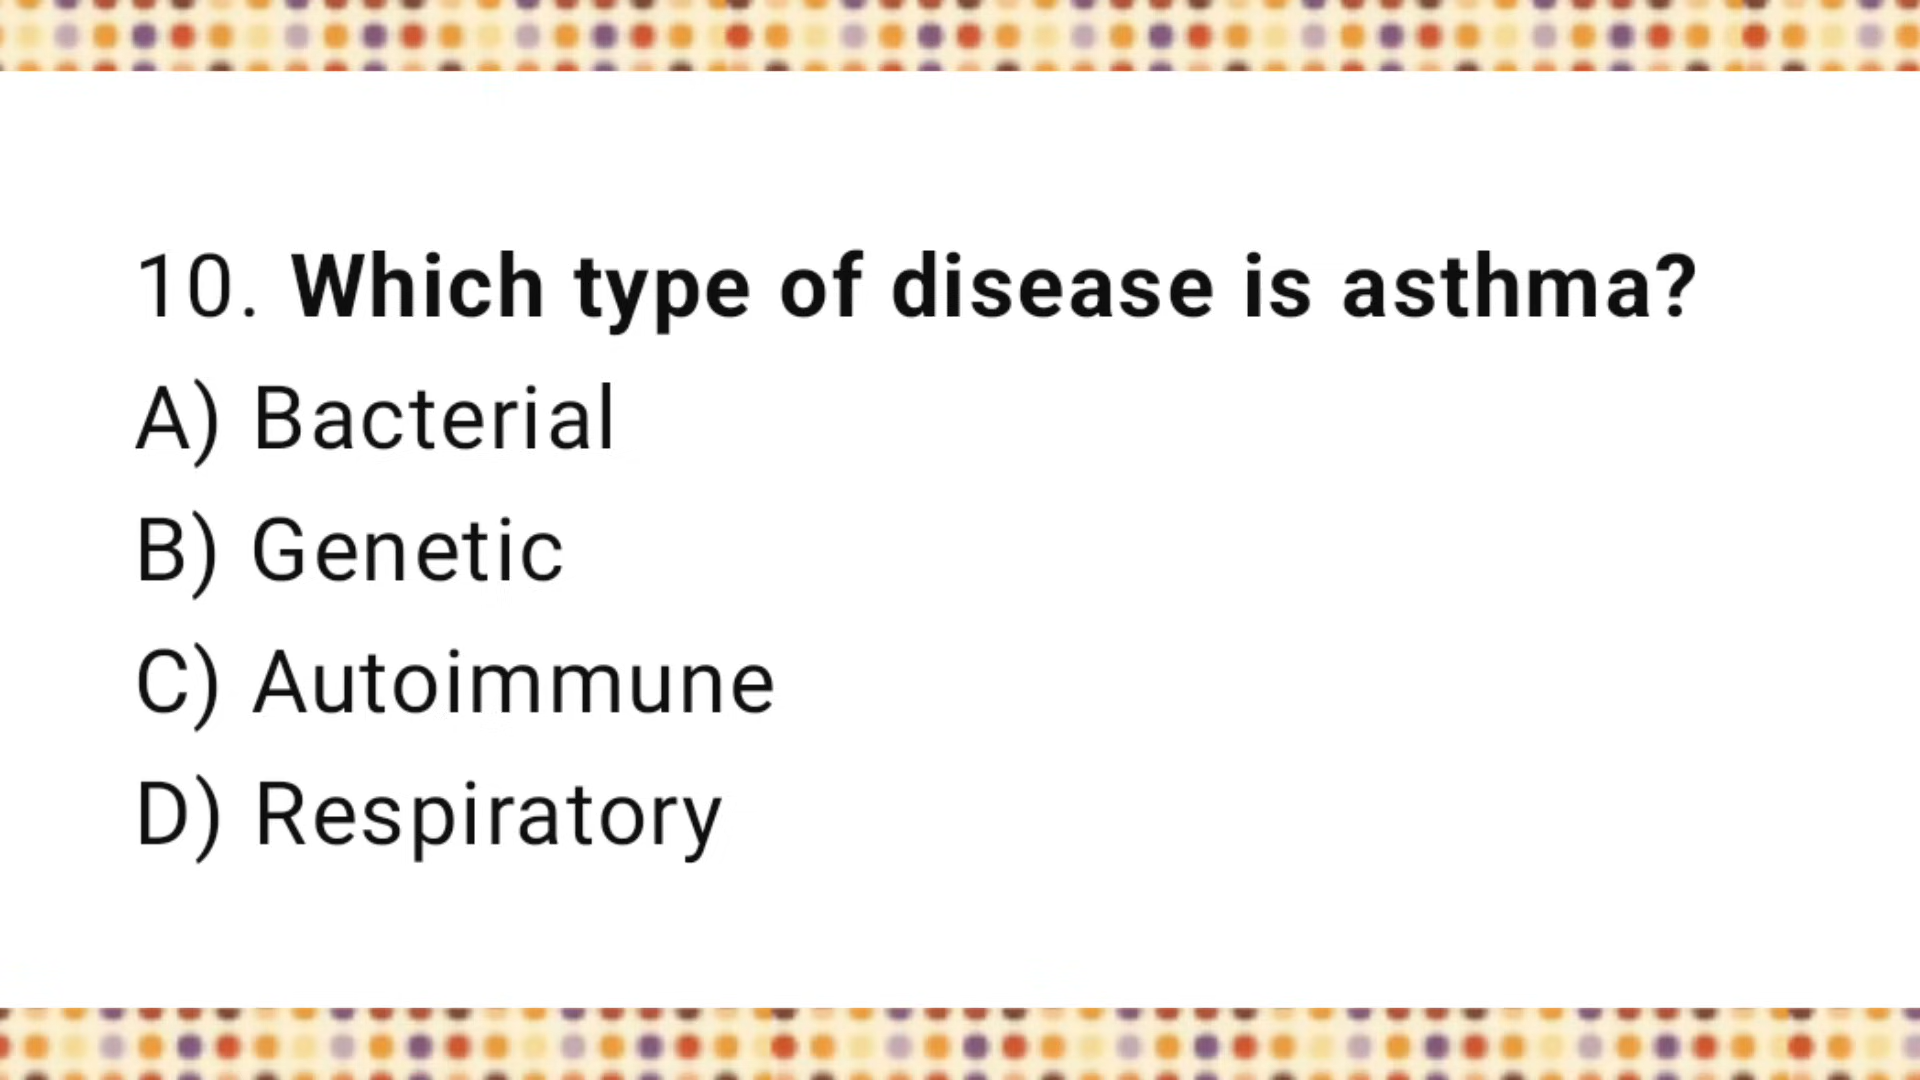 10. Which type of disease is asthma?
A) Bacterial
B) Genetic
C) Autoimmune
D) Respiratory